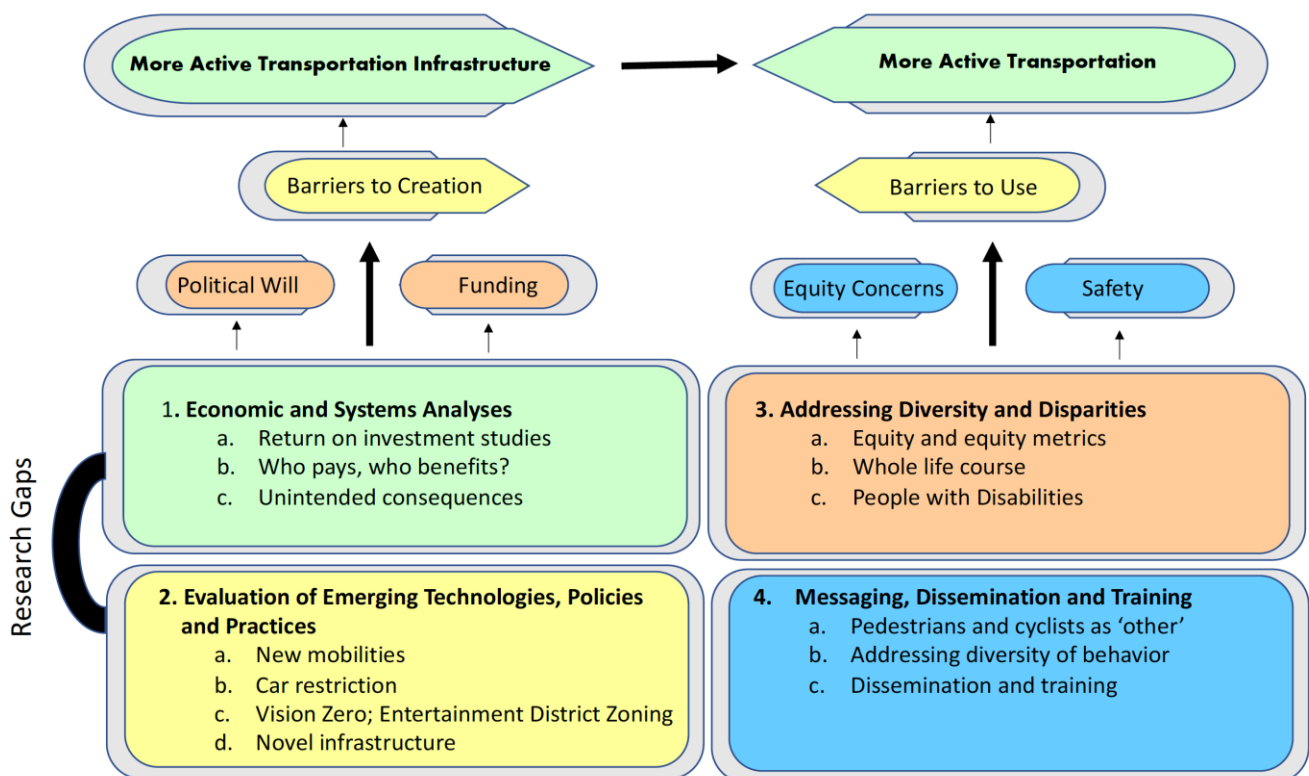 More Active Transportation Infrastructure
More Active Transportation
Barriers to Creation
Barriers to Use
Political Will
Funding
Equity Concerns
Safety
Research Gaps
1. Economic and Systems Analyses
a. Return on investment studies
b. Who pays, who benefits?
c. Unintended consequences
3. Addressing Diversity and Disparities
a. Equity and equity metrics
b. Whole life course
c. People with Disabilities
2. Evaluation of Emerging Technologies, Policies
and Practices
a. New mobilities
b. Car restriction
c. Vision Zero; Entertainment District Zoning
d. Novel infrastructure
4. Messaging, Dissemination and Training
a. Pedestrians and cyclists as ‘other’
b. Addressing diversity of behavior
c. Dissemination and training